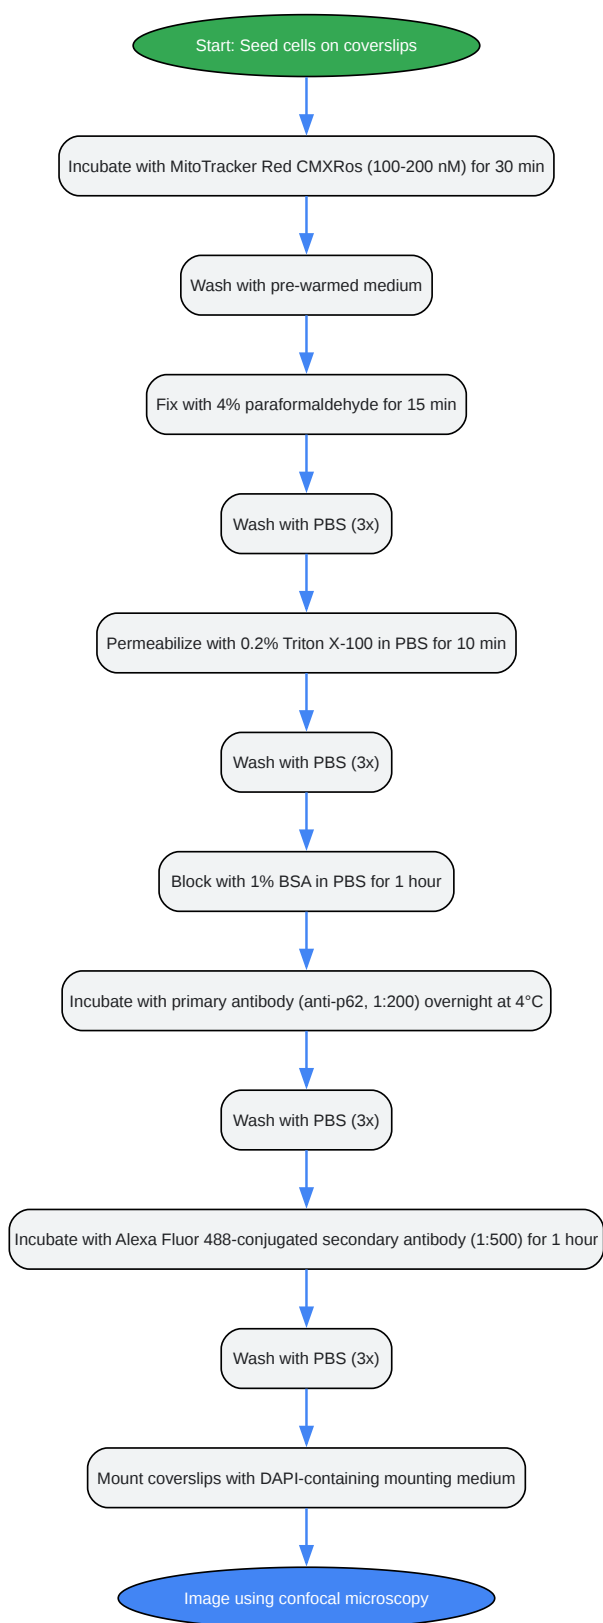 Start: Seed cells on coverslips
Incubate with MitoTracker Red CMXRos (100-200 nM) for 30 min
Wash with pre-warmed medium
Fix with 4% paraformaldehyde for 15 min
Wash with PBS (3x)
Permeabilize with 0.2% Triton X-100 in PBS for 10 min
Wash with PBS (3x)
Block with 1% BSA in PBS for 1 hour
Incubate with primary antibody (anti-p62, 1:200) overnight at 4°C
Wash with PBS (3x)
Incubate with Alexa Fluor 488-conjugated secondary antibody (1:500) for 1 hour
Wash with PBS (3x)
Mount coverslips with DAPI-containing mounting medium
Image using confocal microscopy